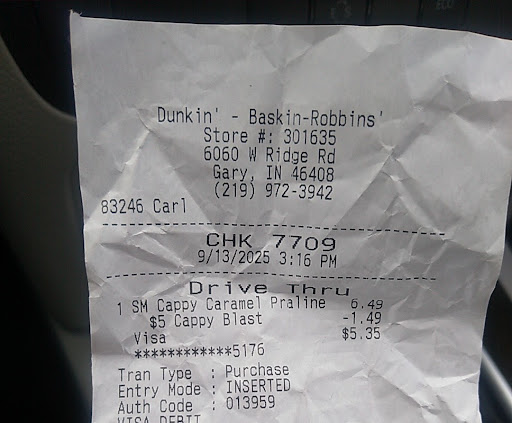 Dunkin' - Baskin-Robbins'
Store #: 301635
6060 W Ridge Rd
Gary, IN 46408
(219) 972-3942
83246 Carl
CHK 7709
9/13/2025 3:16 PM
Drive Thru
1 SM Cappy Caramel Praline 6.49
$5 Cappy Blast -1.49
Visa $5.35
************5176
Tran Type : Purchase
Entry Mode : INSERTED
Auth Code : 013959
VISA DEBIT